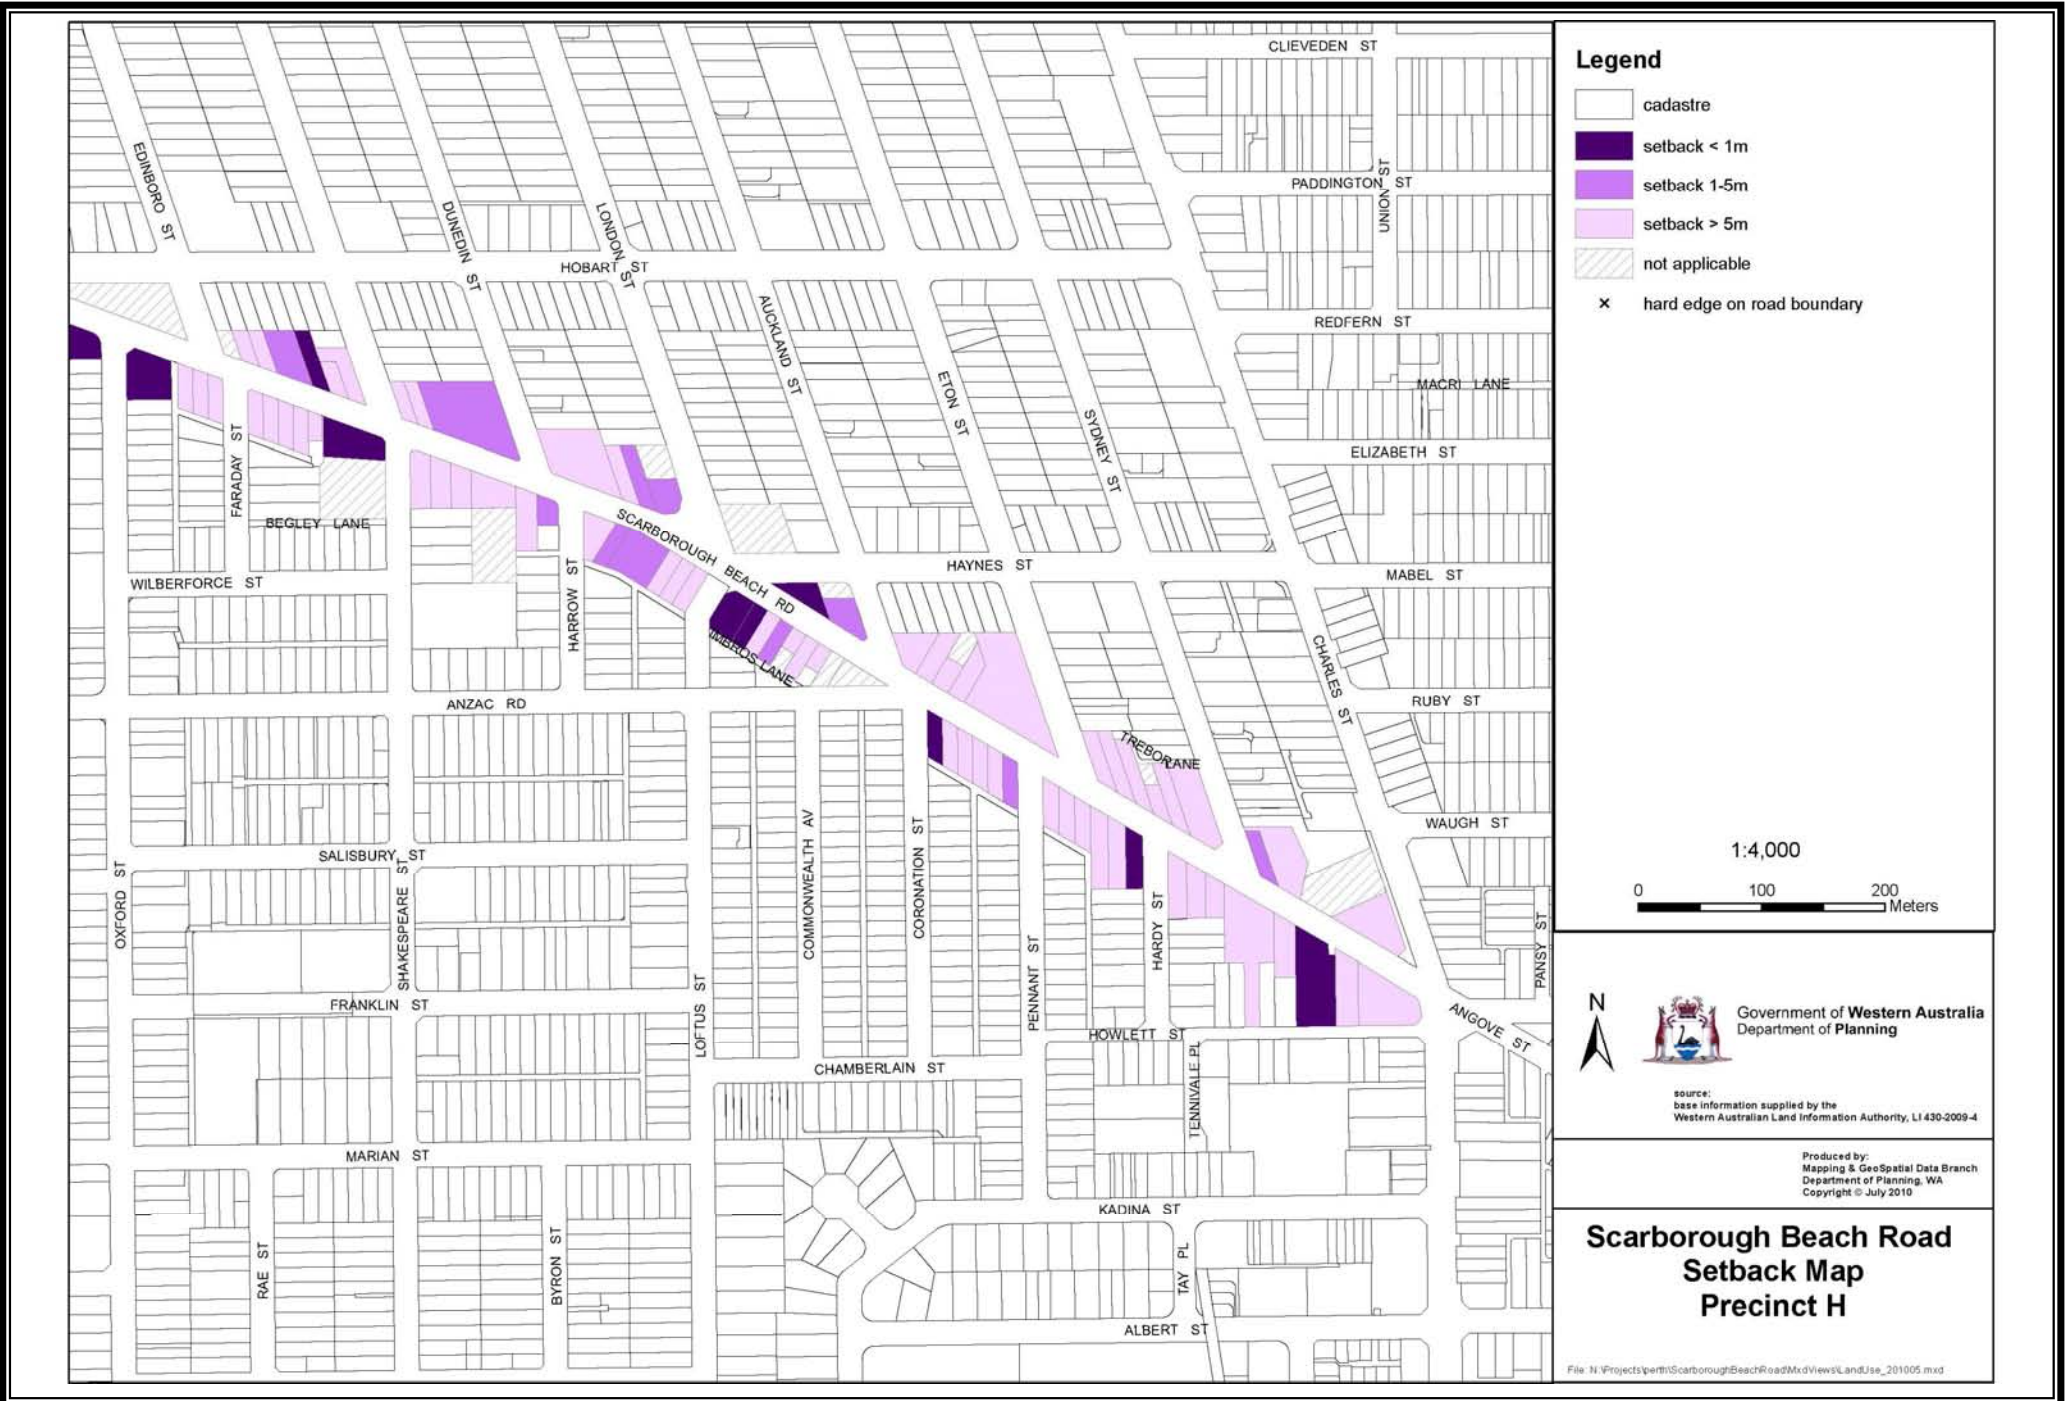 CLIEVEDEN ST
PADDINGTON ST
UNION ST
EDINBORO ST
DUNEDIN ST
LONDON ST
HOBART ST
AUCKLAND ST
REDFERN ST
MACRI LANE
ETON ST
SYDNEY ST
ELIZABETH ST
FARADAY ST
BEGLEY LANE
SCARBOROUGH BEACH RD
HAYNES ST
MABEL ST
WILBERFORCE ST
HARROW ST
IMBROS LANE
CHARLES ST
ANZAC RD
RUBY ST
TREBOR LANE
WAUGH ST
COMMONWEALTH AV
CORONATION ST
SALISBURY ST
OXFORD ST
SHAKESPEARE ST
HARDY ST
PENNANT ST
PANSY ST
LOFTUS ST
FRANKLIN ST
ANGOVE ST
HOWLETT ST
TENNIVALE PL
CHAMBERLAIN ST
MARIAN ST
KADINA ST
RAE ST
BYRON ST
TAY PL
ALBERT ST
Legend
cadastre
setback < 1m
setback 1-5m
setback > 5m
not applicable
× hard edge on road boundary
1:4,000
0 100 200
Meters
N
Government of Western Australia
Department of Planning
source:
base information supplied by the
Western Australian Land Information Authority, LI 430-2009-4
Produced by:
Mapping & GeoSpatial Data Branch
Department of Planning, WA
Copyright © July 2010
Scarborough Beach Road
Setback Map
Precinct H
File: N:\Projects\perth\ScarboroughBeachRoad\MxdViews\LandUse_201005.mxd